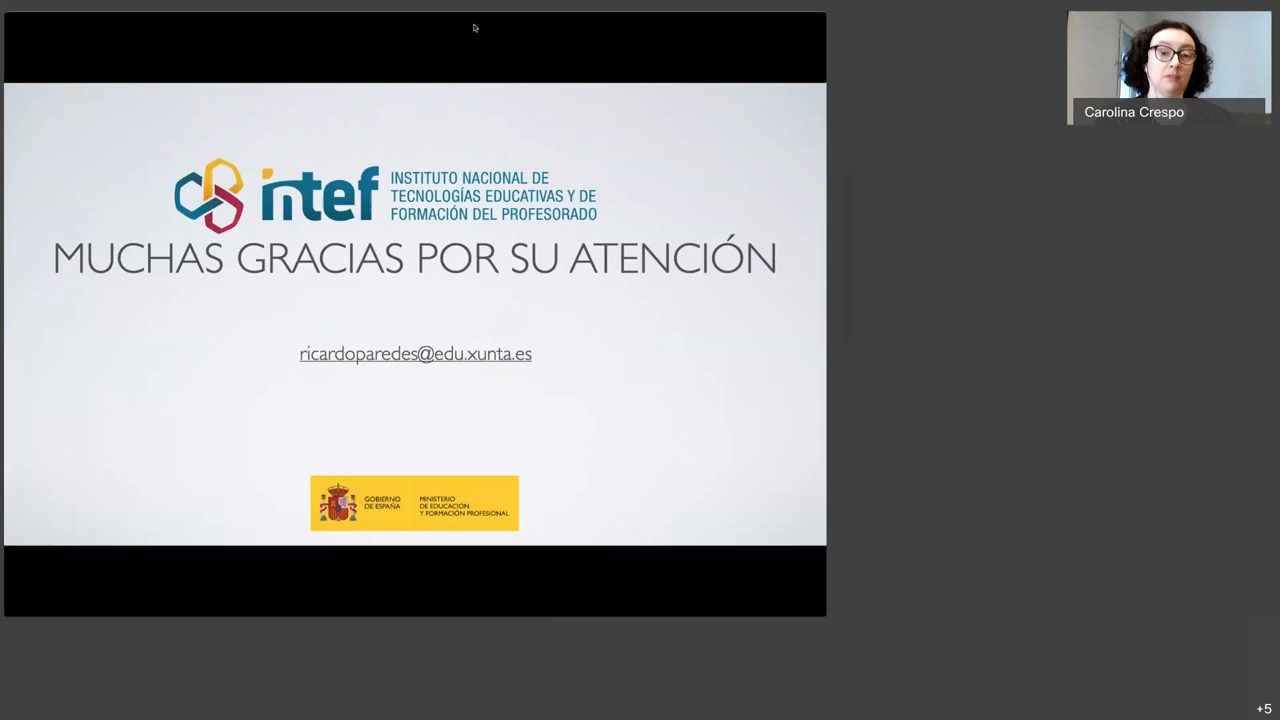 intef
INSTITUTO NACIONAL DE
TECNOLOGÍAS EDUCATIVAS Y DE
FORMACIÓN DEL PROFESORADO
MUCHAS GRACIAS POR SU ATENCIÓN
ricardoparedes@edu.xunta.es
GOBIERNO
DE ESPAÑA
MINISTERIO
DE EDUCACIÓN
Y FORMACIÓN PROFESIONAL
Carolina Crespo
+5